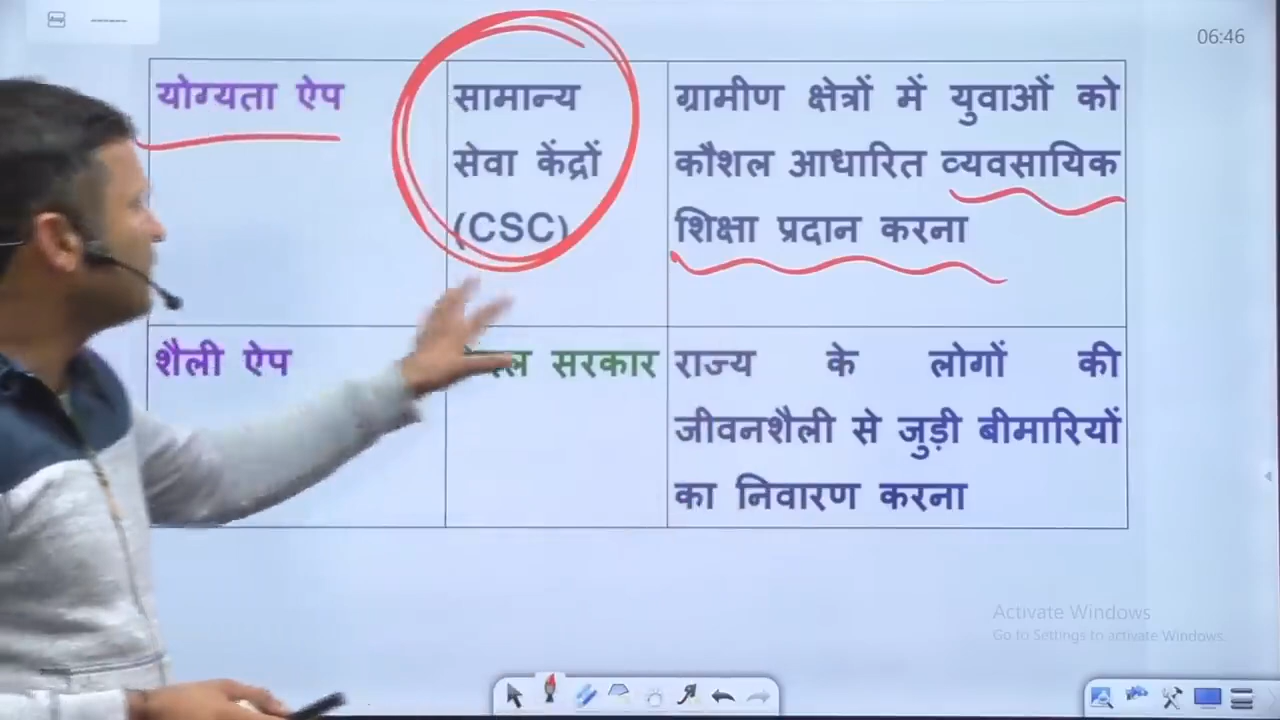 06:46
योग्यता ऐप
सामान्य
सेवा केंद्रों
(CSC)
ग्रामीण क्षेत्रों में युवाओं को
कौशल आधारित व्यवसायिक
शिक्षा प्रदान करना
शैली ऐप
सरकार
राज्य के लोगों की
जीवनशैली से जुड़ी बीमारियों
का निवारण करना
Activate Windows
Go to Settings to activate Windows.